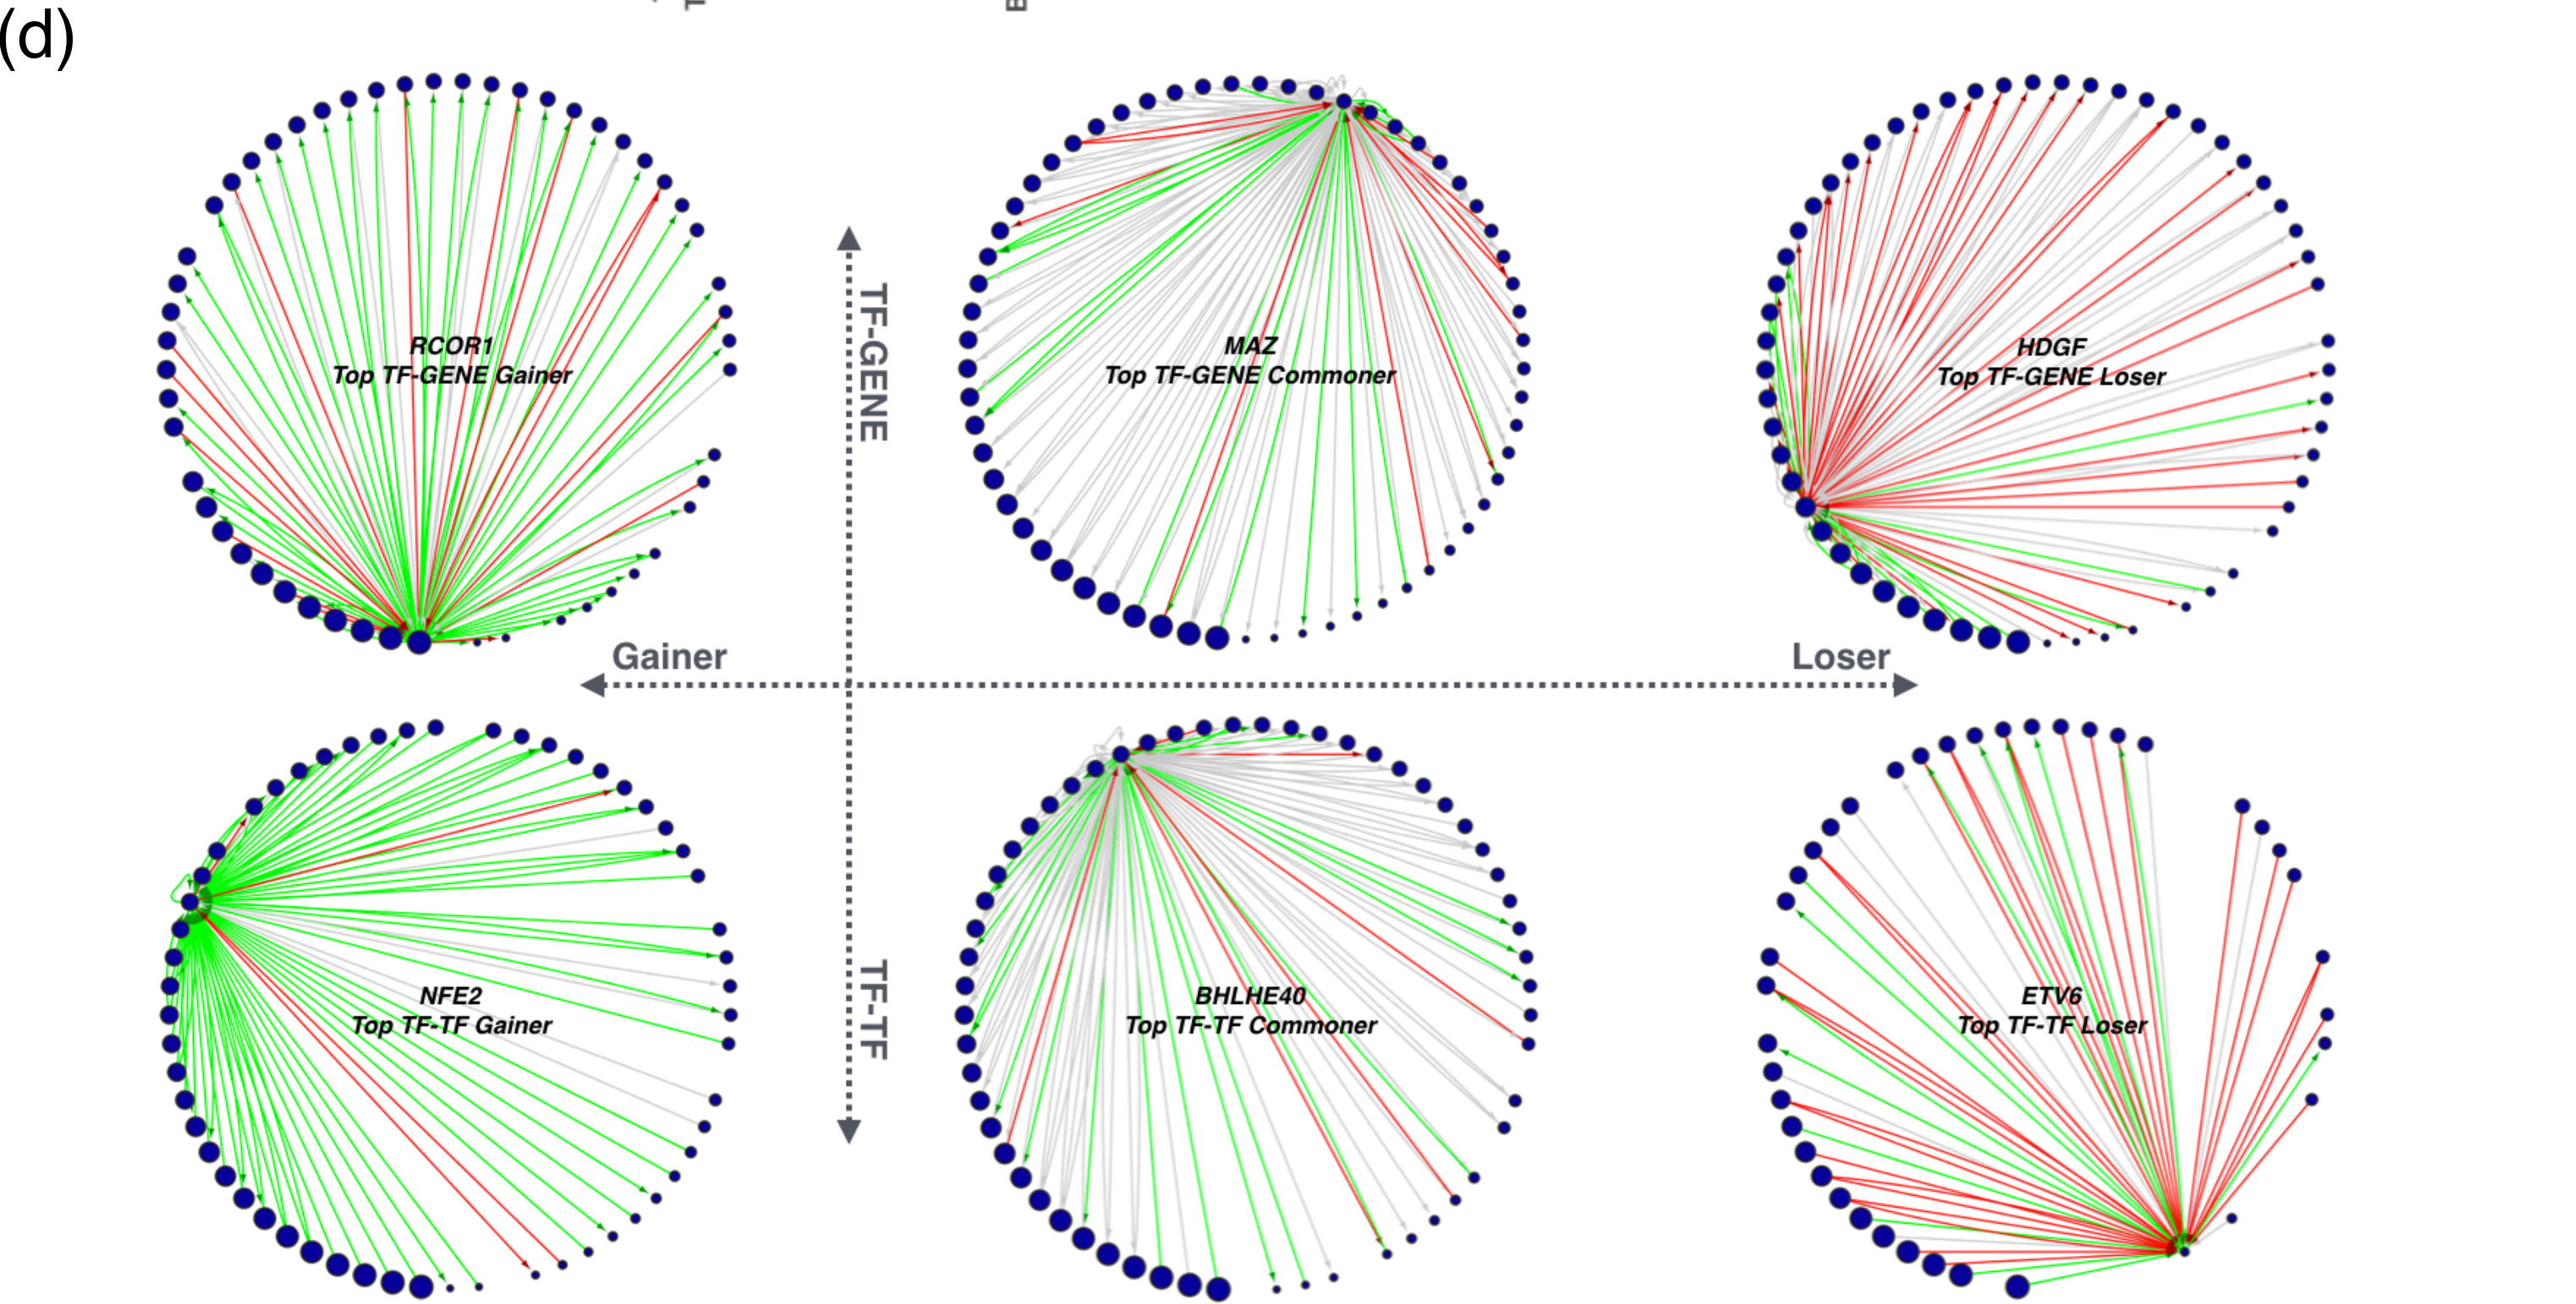 (d)
RCOR1
Top TF-GENE Gainer
MAZ
Top TF-GENE Commoner
HDGF
Top TF-GENE Loser
TF-GENE
Gainer
Loser
NFE2
Top TF-TF Gainer
TF-TF
BHLHE40
Top TF-TF Commoner
ETV6
Top TF-TF Loser